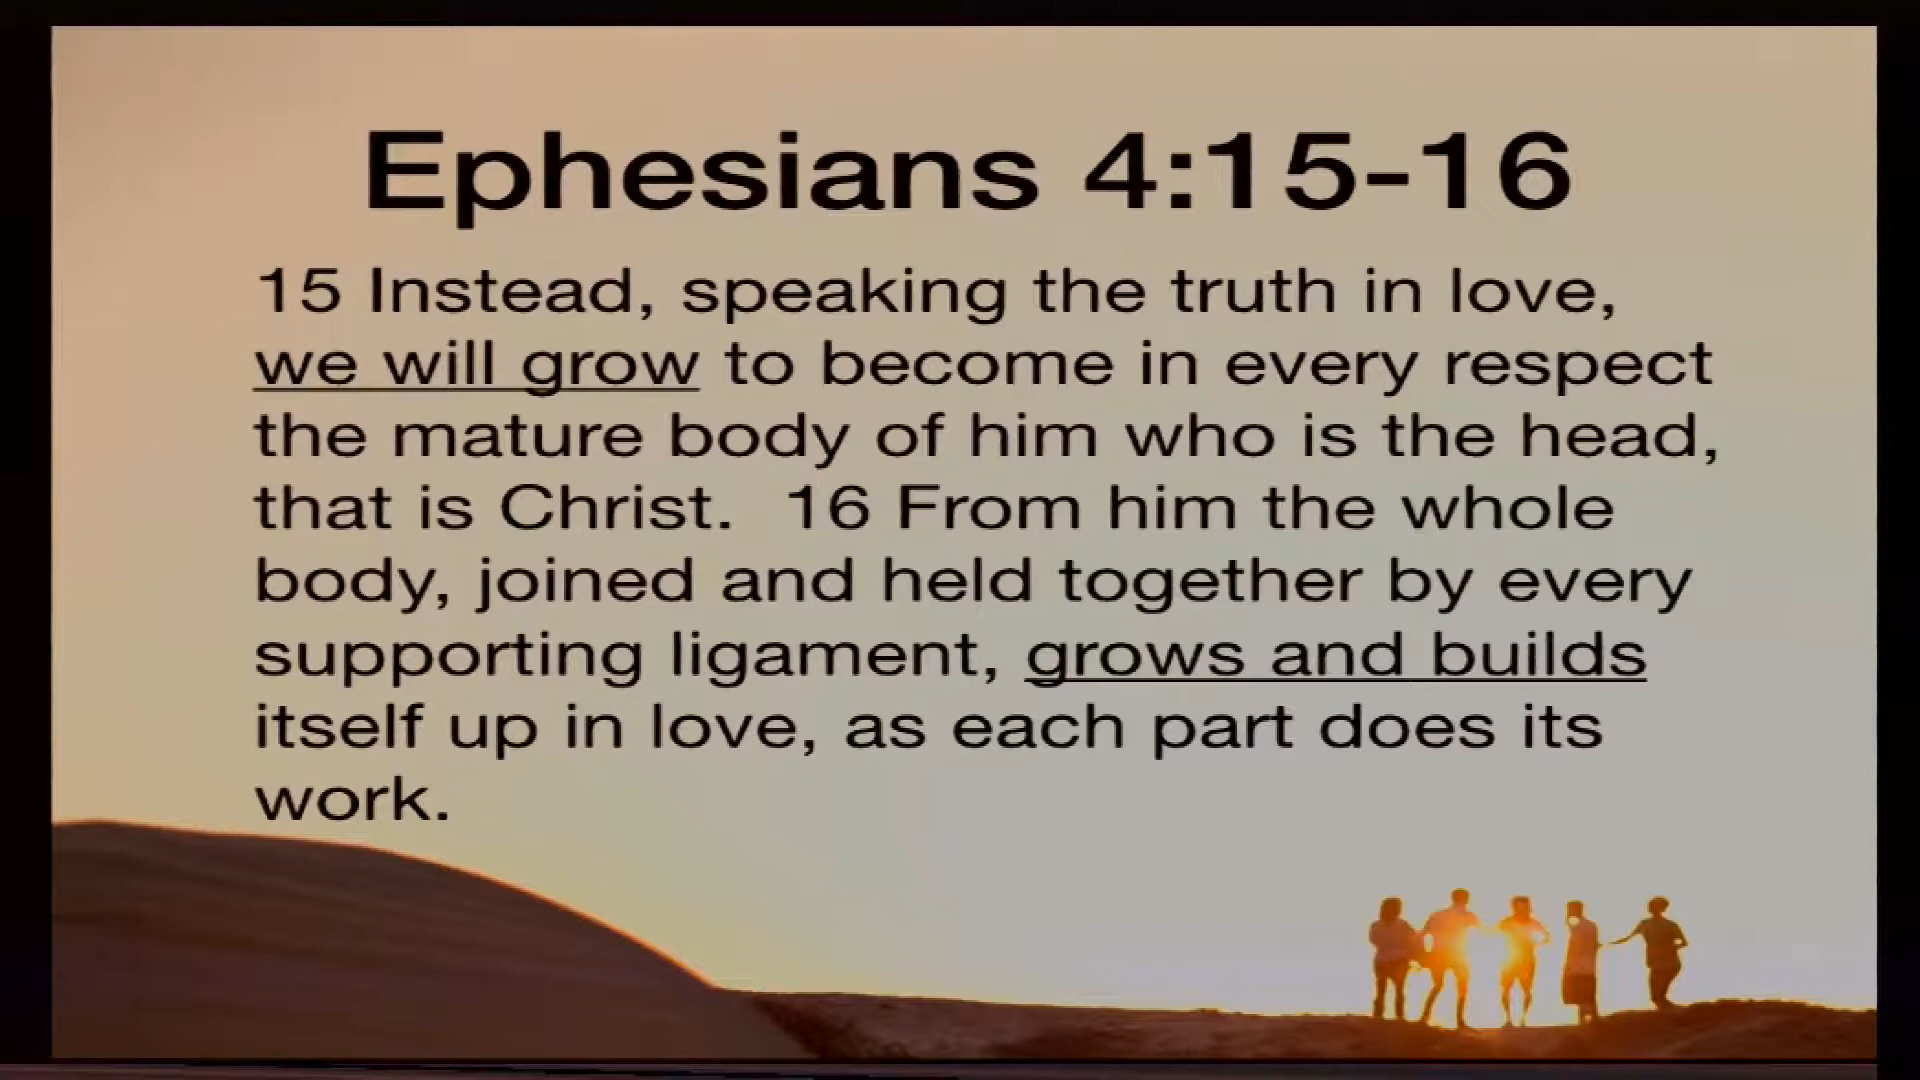 Ephesians 4:15-16
15 Instead, speaking the truth in love,
we will grow to become in every respect
the mature body of him who is the head,
that is Christ.  16 From him the whole
body, joined and held together by every
supporting ligament, grows and builds
itself up in love, as each part does its
work.